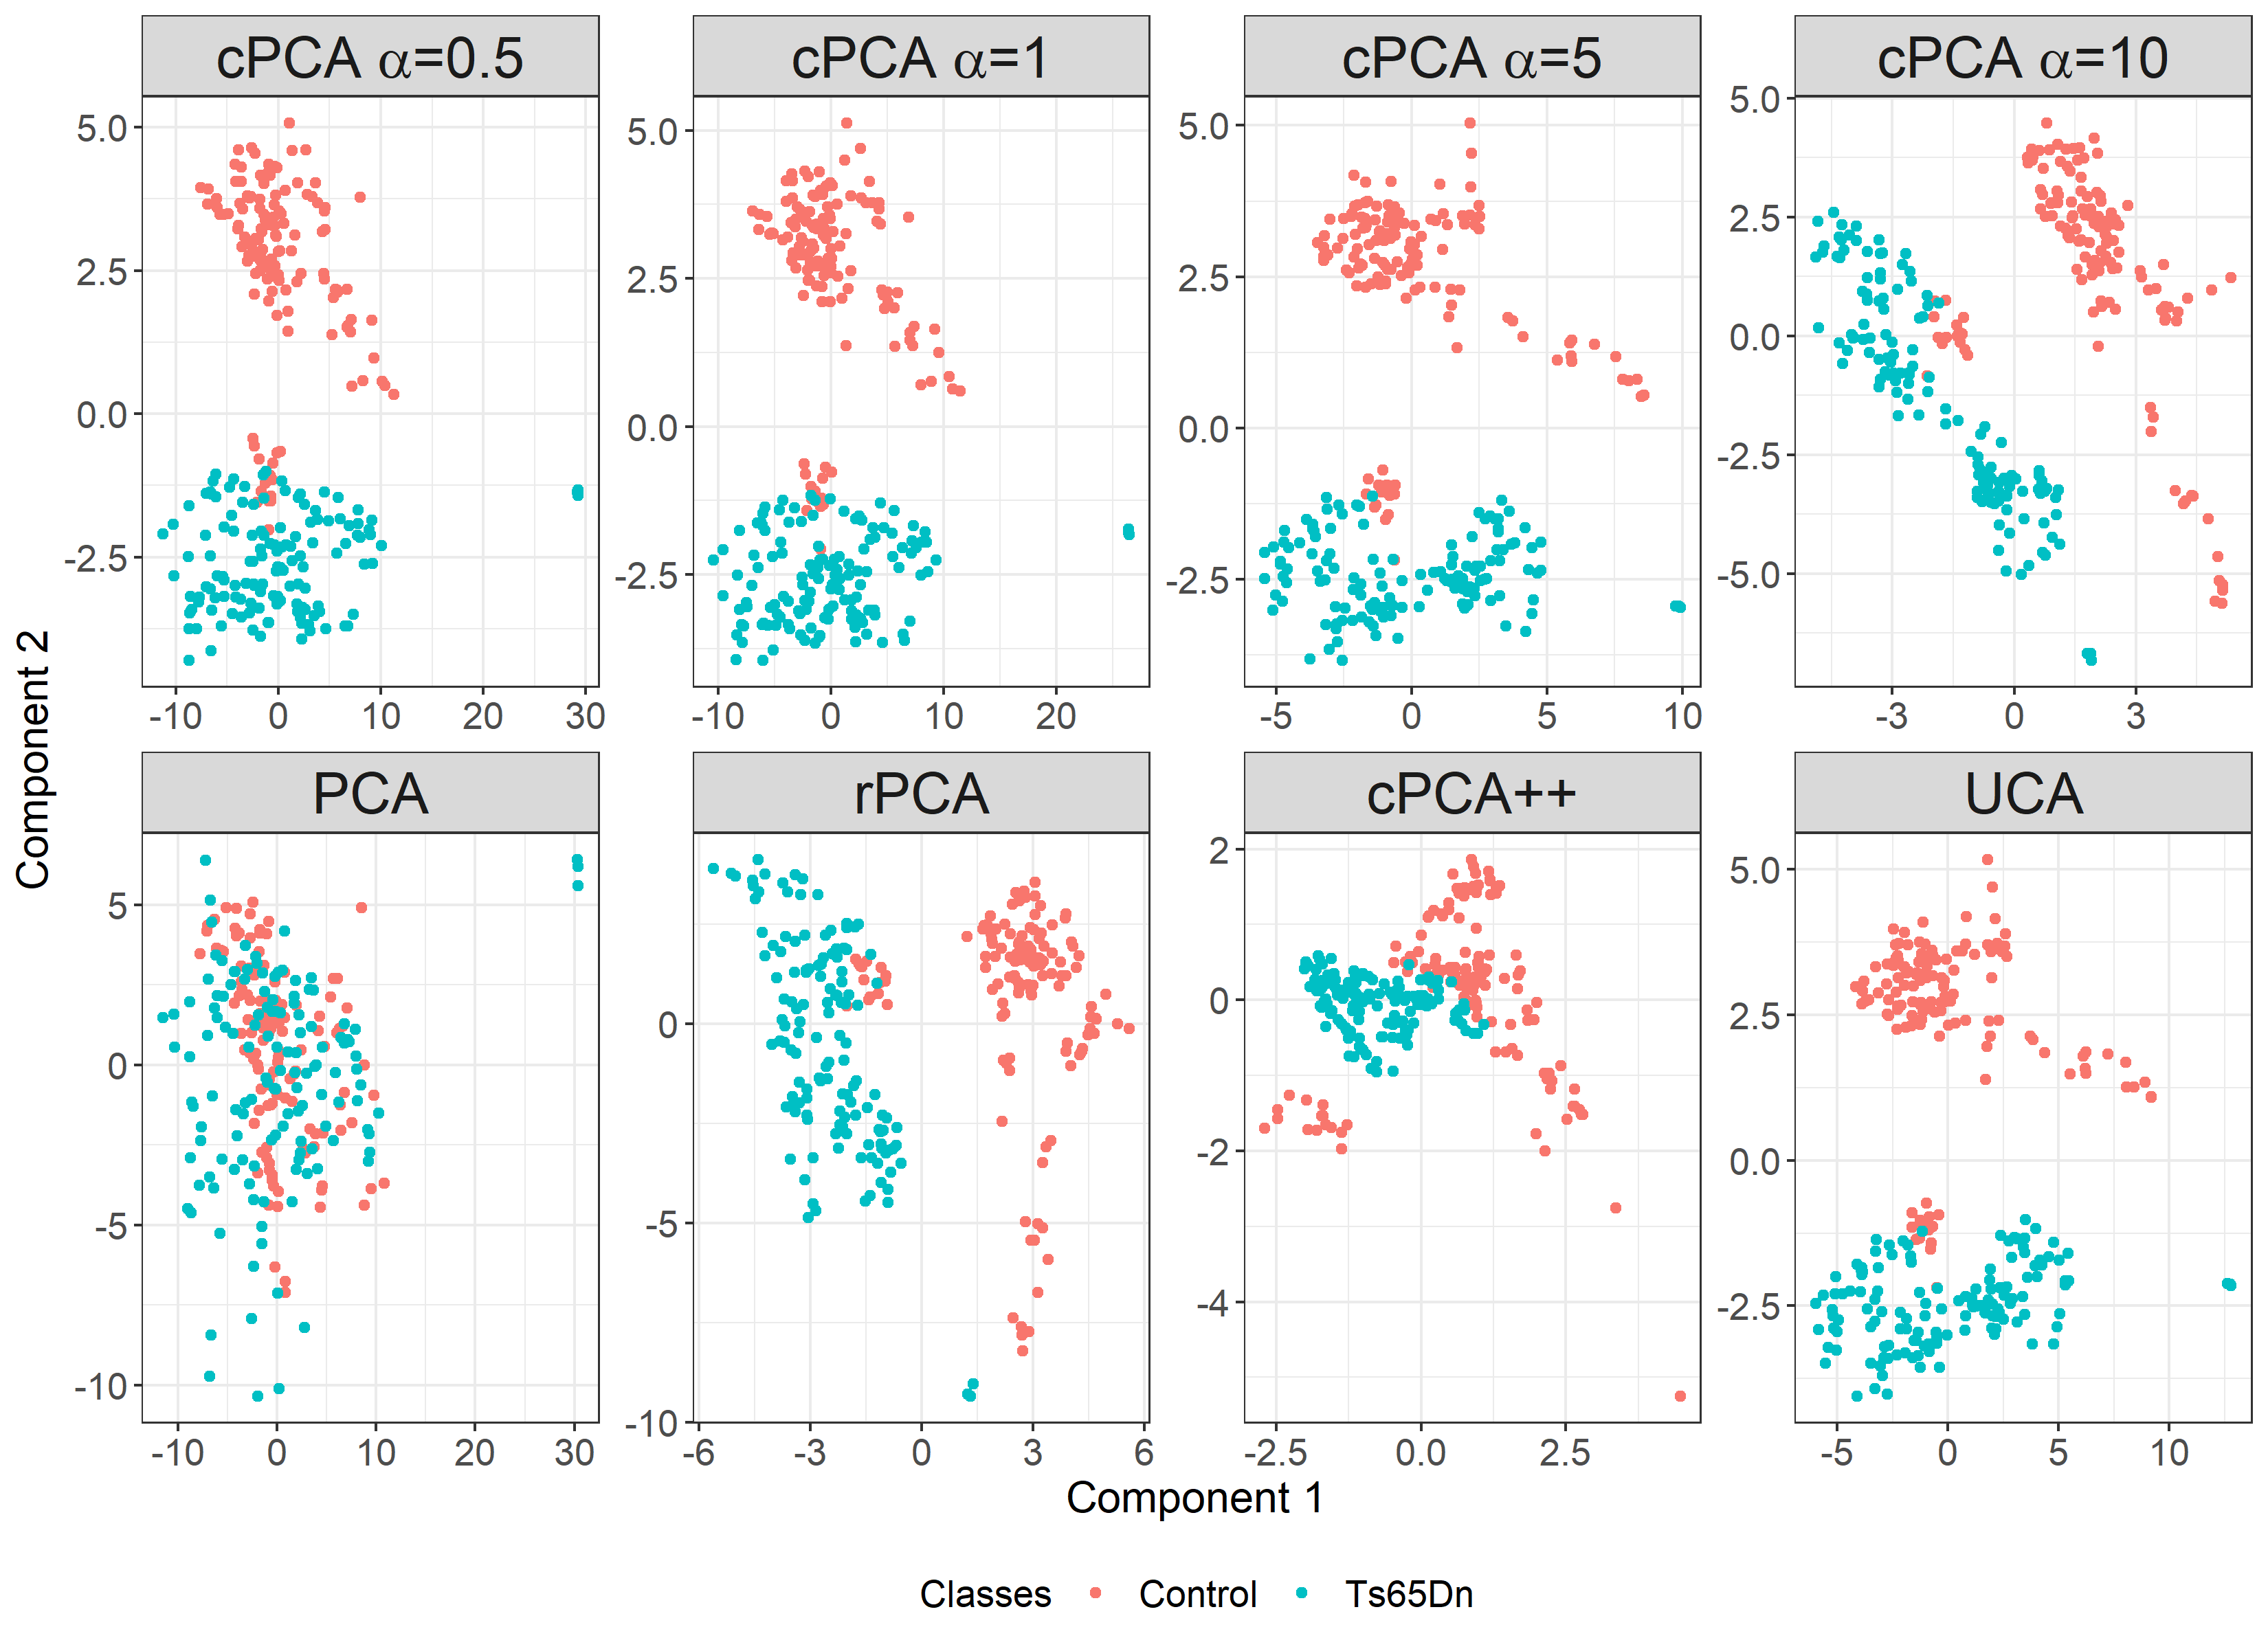 cPCA α=0.5
cPCA α=1
cPCA α=5
cPCA α=10
5.0
2.5
0.0
-2.5
-10 0 10 20 30
5.0
2.5
0.0
-2.5
-10 0 10 20
5.0
2.5
0.0
-2.5
-5 0 5 10
5.0
2.5
0.0
-2.5
-5.0
-3 0 3
Component 2
PCA
rPCA
cPCA++
UCA
5
0
-5
-10
-10 0 10 20 30
0
-5
-10
-6 -3 0 3 6
2
0
-2
-4
-2.5 0.0 2.5
5.0
2.5
0.0
-2.5
-5 0 5 10
Component 1
Classes Control Ts65Dn